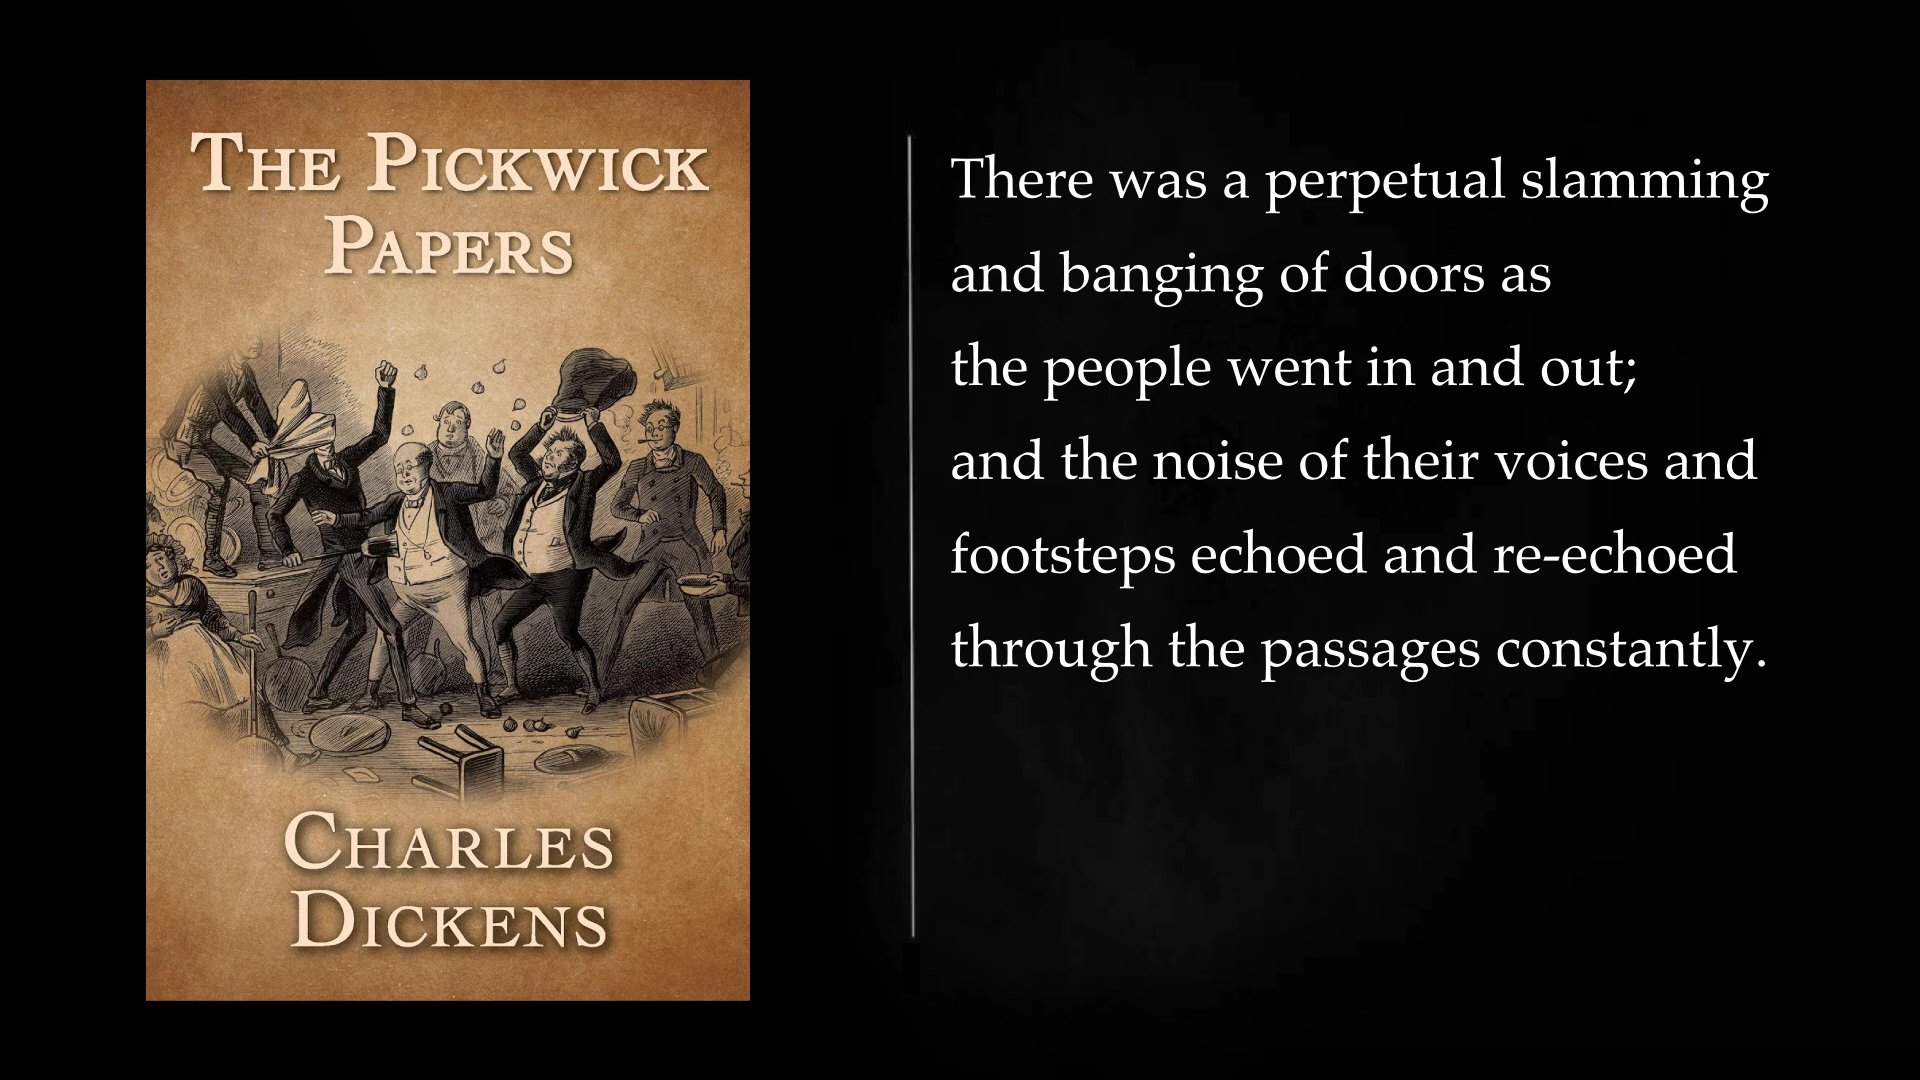 The Pickwick
Papers
Charles
Dickens
There was a perpetual slamming
and banging of doors as
the people went in and out;
and the noise of their voices and
footsteps echoed and re-echoed
through the passages constantly.